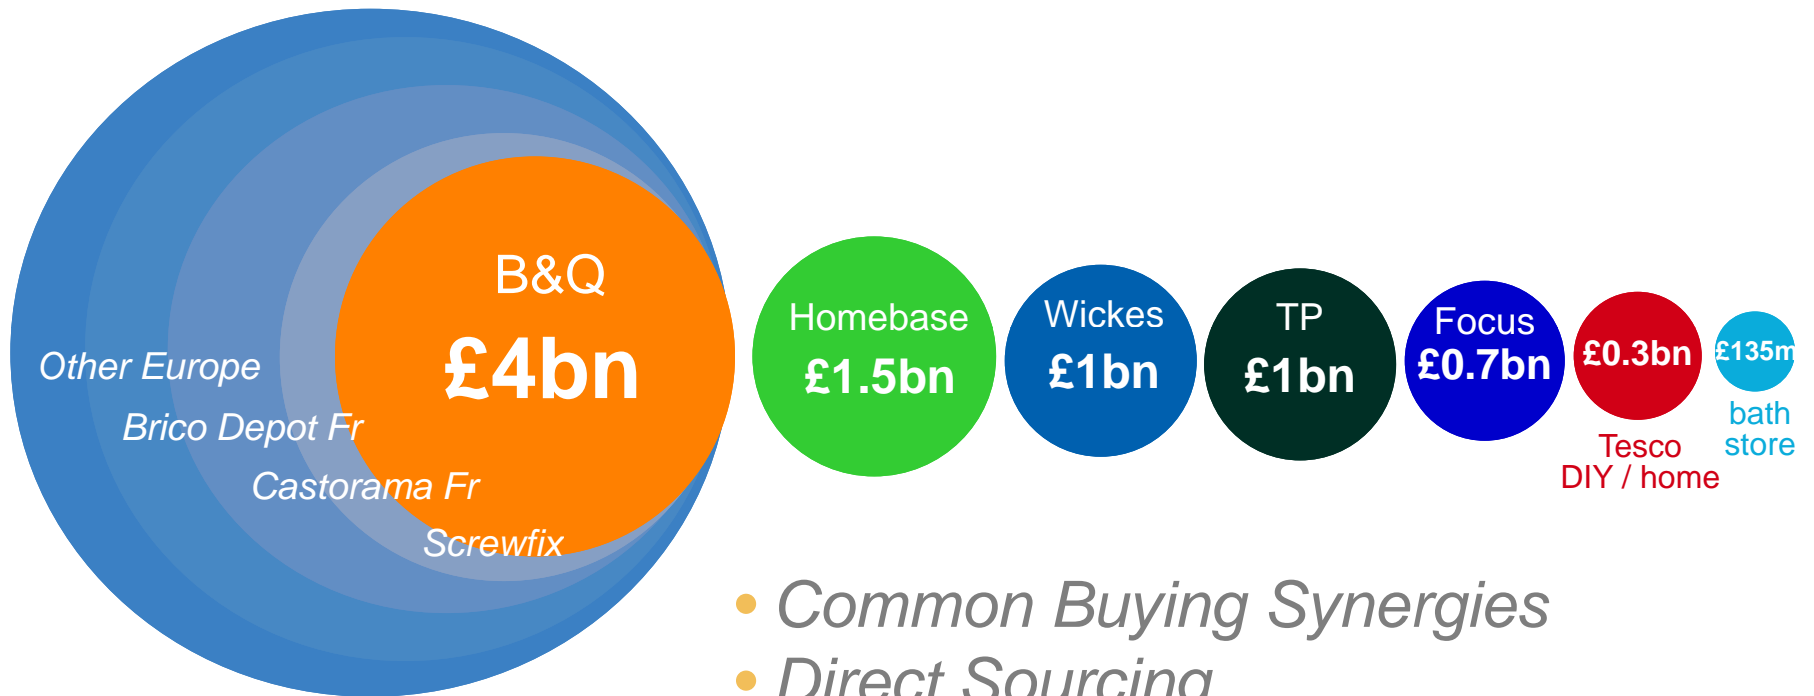 B&Q
£4bn
Other Europe
Brico Depot Fr
Castorama Fr
Screwfix
Homebase
£1.5bn
Wickes
£1bn
TP
£1bn
Focus
£0.7bn
£0.3bn
Tesco
DIY / home
£135m
bath
store
• Common Buying Synergies
• Direct Sourcing